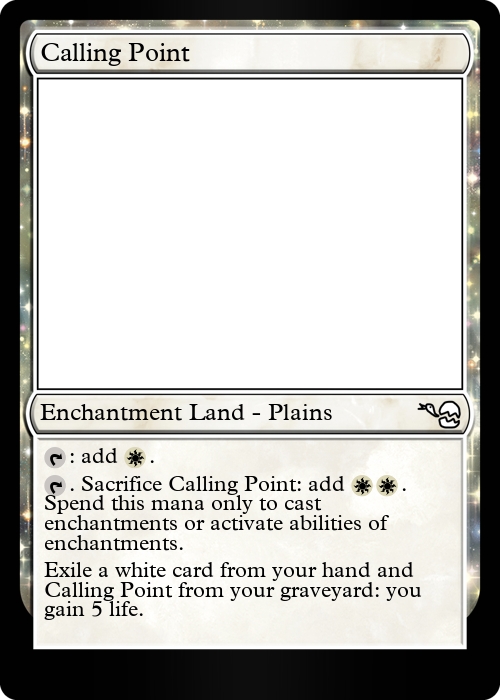 Calling Point
Enchantment Land - Plains
: add .
. Sacrifice Calling Point: add .
Spend this mana only to cast
enchantments or activate abilities of
enchantments.
Exile a white card from your hand and
Calling Point from your graveyard: you
gain 5 life.